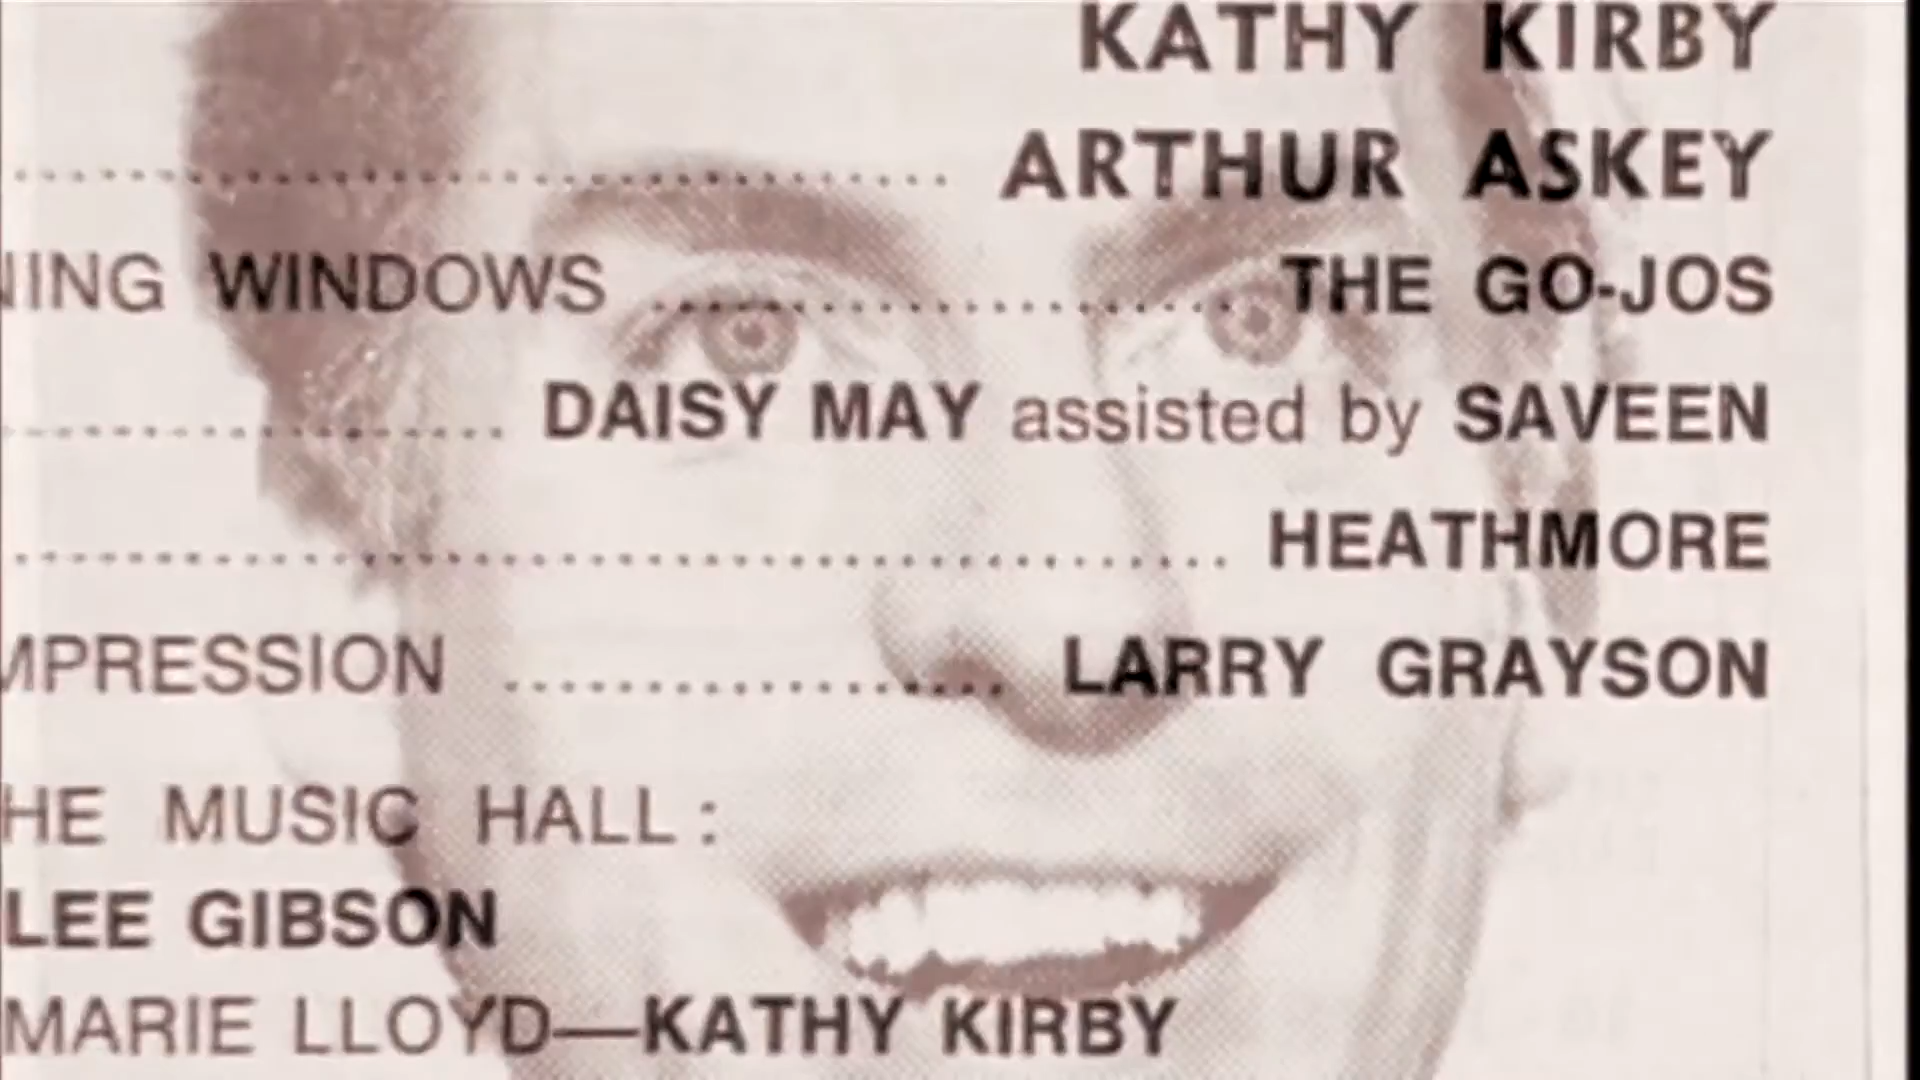 KATHY KIRBY
.......... ARTHUR ASKEY
NING WINDOWS .......... THE GO-JOS
.......... DAISY MAY assisted by SAVEEN
.......... HEATHMORE
MPRESSION .......... LARRY GRAYSON
HE MUSIC HALL :
LEE GIBSON
MARIE LLOYD—KATHY KIRBY